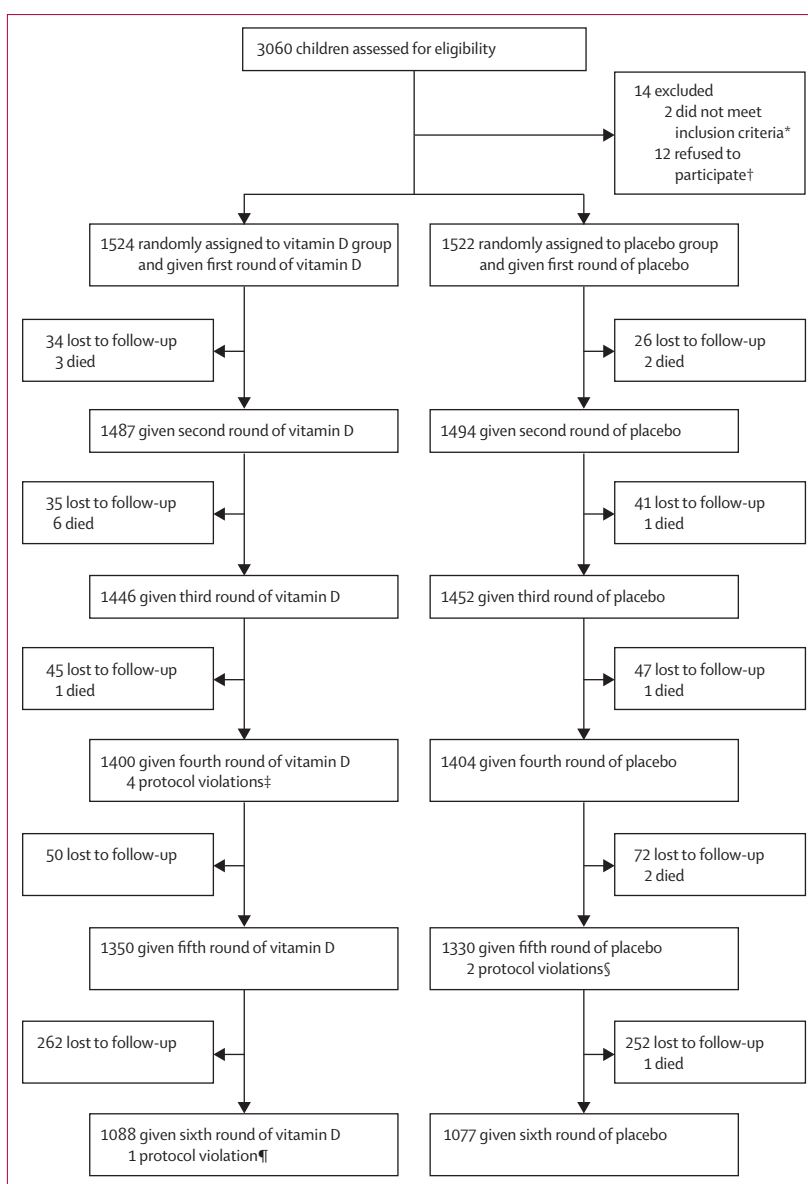 3060 children assessed for eligibility
14 excluded
2 did not meet
inclusion criteria*
12 refused to
participate†
1524 randomly assigned to vitamin D group
and given first round of vitamin D
1522 randomly assigned to placebo group
and given first round of placebo
34 lost to follow-up
3 died
26 lost to follow-up
2 died
1487 given second round of vitamin D
1494 given second round of placebo
35 lost to follow-up
6 died
41 lost to follow-up
1 died
1446 given third round of vitamin D
1452 given third round of placebo
45 lost to follow-up
1 died
47 lost to follow-up
1 died
1400 given fourth round of vitamin D
4 protocol violations‡
1404 given fourth round of placebo
50 lost to follow-up
72 lost to follow-up
2 died
1350 given fifth round of vitamin D
1330 given fifth round of placebo
2 protocol violations§
262 lost to follow-up
252 lost to follow-up
1 died
1088 given sixth round of vitamin D
1 protocol violation¶
1077 given sixth round of placebo